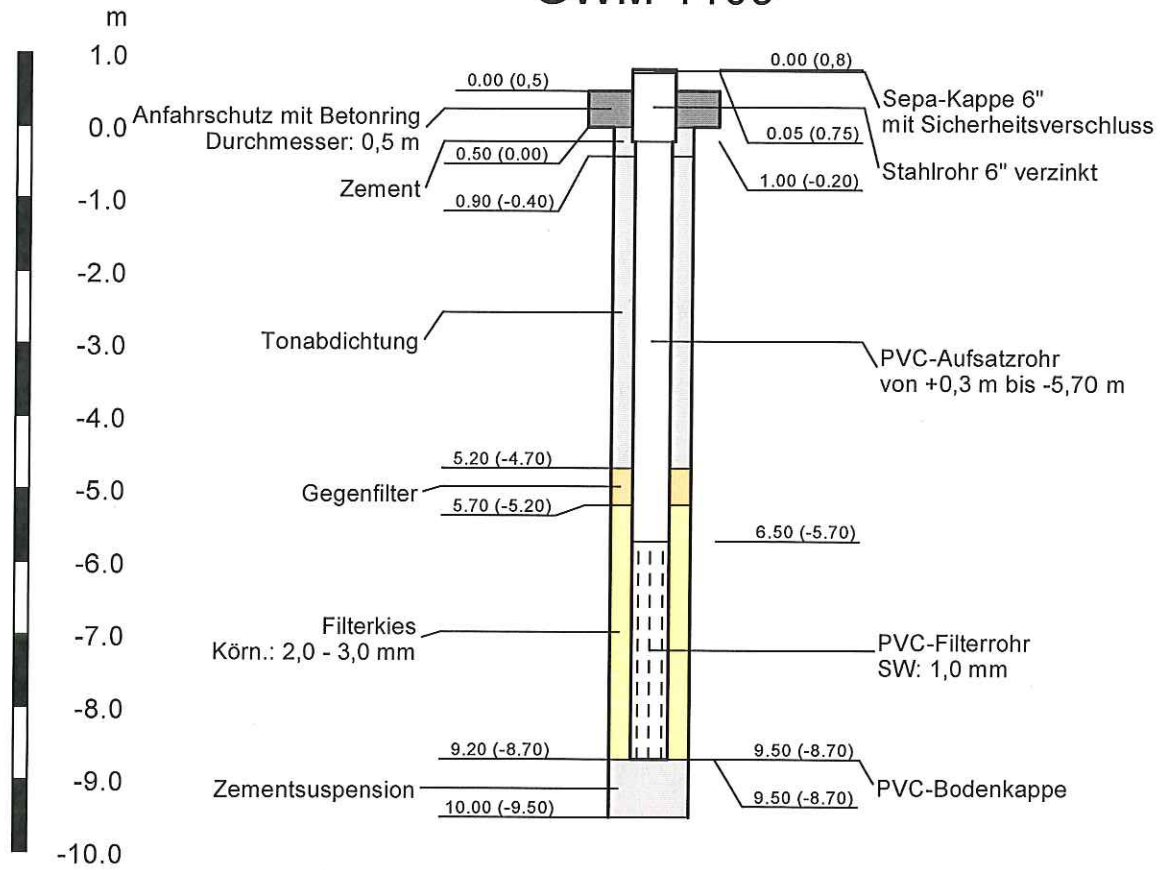 m
1.0
0.0
-1.0
-2.0
-3.0
-4.0
-5.0
-6.0
-7.0
-8.0
-9.0
-10.0
0.00 (0,5)
Anfahrschutz mit Betonring
Durchmesser: 0,5 m
0.50 (0.00)
Zement
0.90 (-0.40)
Tonabdichtung
5.20 (-4.70)
Gegenfilter
5.70 (-5.20)
Filterkies
Körn.: 2,0 - 3,0 mm
9.20 (-8.70)
Zementsuspension
10.00 (-9.50)
0.00 (0,8)
Sepa-Kappe 6"
mit Sicherheitsverschluss
0.05 (0.75)
Stahlrohr 6" verzinkt
1.00 (-0.20)
PVC-Aufsatzrohr
von +0,3 m bis -5,70 m
6.50 (-5.70)
PVC-Filterrohr
SW: 1,0 mm
9.50 (-8.70)
PVC-Bodenkappe
9.50 (-8.70)